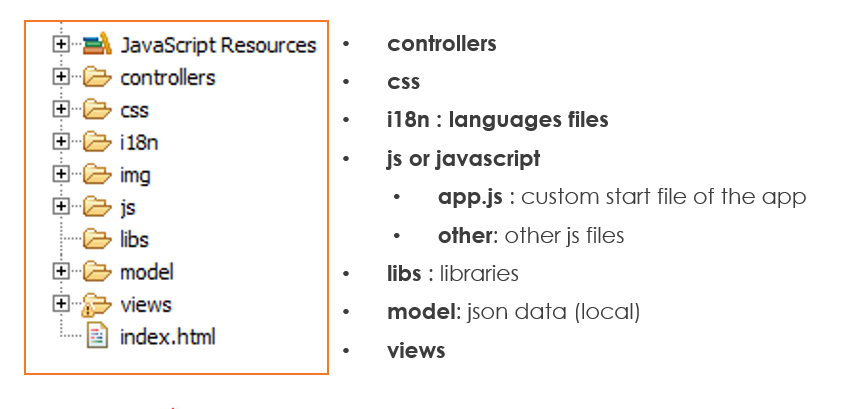 JavaScript Resources
controllers
css
i18n
img
js
libs
model
views
index.html
• controllers
• css
• i18n : languages files
• js or javascript
• app.js : custom start file of the app
• other: other js files
• libs : libraries
• model: json data (local)
• views